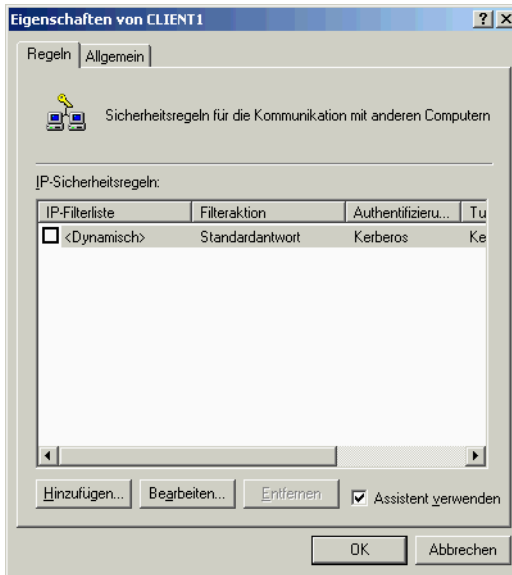 Eigenschaften von CLIENT1
Regeln Allgemein
Sicherheitsregeln für die Kommunikation mit anderen Computern
IP-Sicherheitsregeln:
IP-Filterliste Filteraktion Authentifizieru... Tu
<Dynamisch> Standardantwort Kerberos Ke
Hinzufügen... Bearbeiten... Entfernen Assistent verwenden
OK Abbrechen